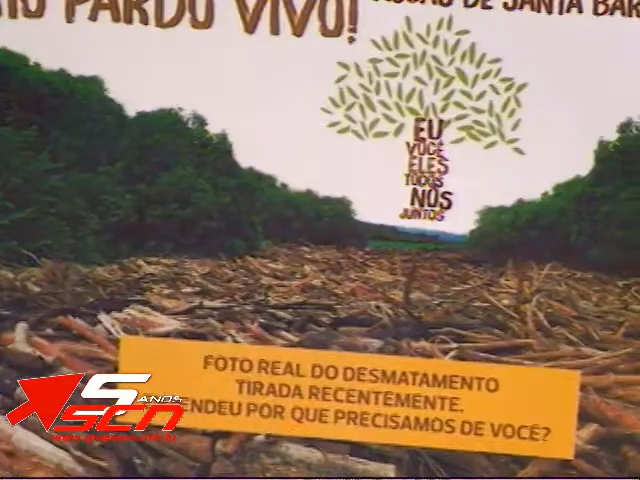 RIO PARDO VIVO!
ÁGUAS DE SANTA BAR
EU
VOCÊ
ELES
TODOS
NÓS
JUNTOS
FOTO REAL DO DESMATAMENTO
TIRADA RECENTEMENTE.
ENDEU POR QUE PRECISAMOS DE VOCÊ?
5 ANOS
SCN